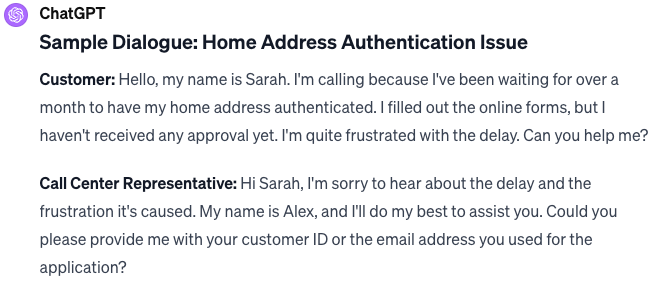 ChatGPT
Sample Dialogue: Home Address Authentication Issue
Customer: Hello, my name is Sarah. I'm calling because I've been waiting for over a
month to have my home address authenticated. I filled out the online forms, but I
haven't received any approval yet. I'm quite frustrated with the delay. Can you help me?
Call Center Representative: Hi Sarah, I'm sorry to hear about the delay and the
frustration it's caused. My name is Alex, and I'll do my best to assist you. Could you
please provide me with your customer ID or the email address you used for the
application?